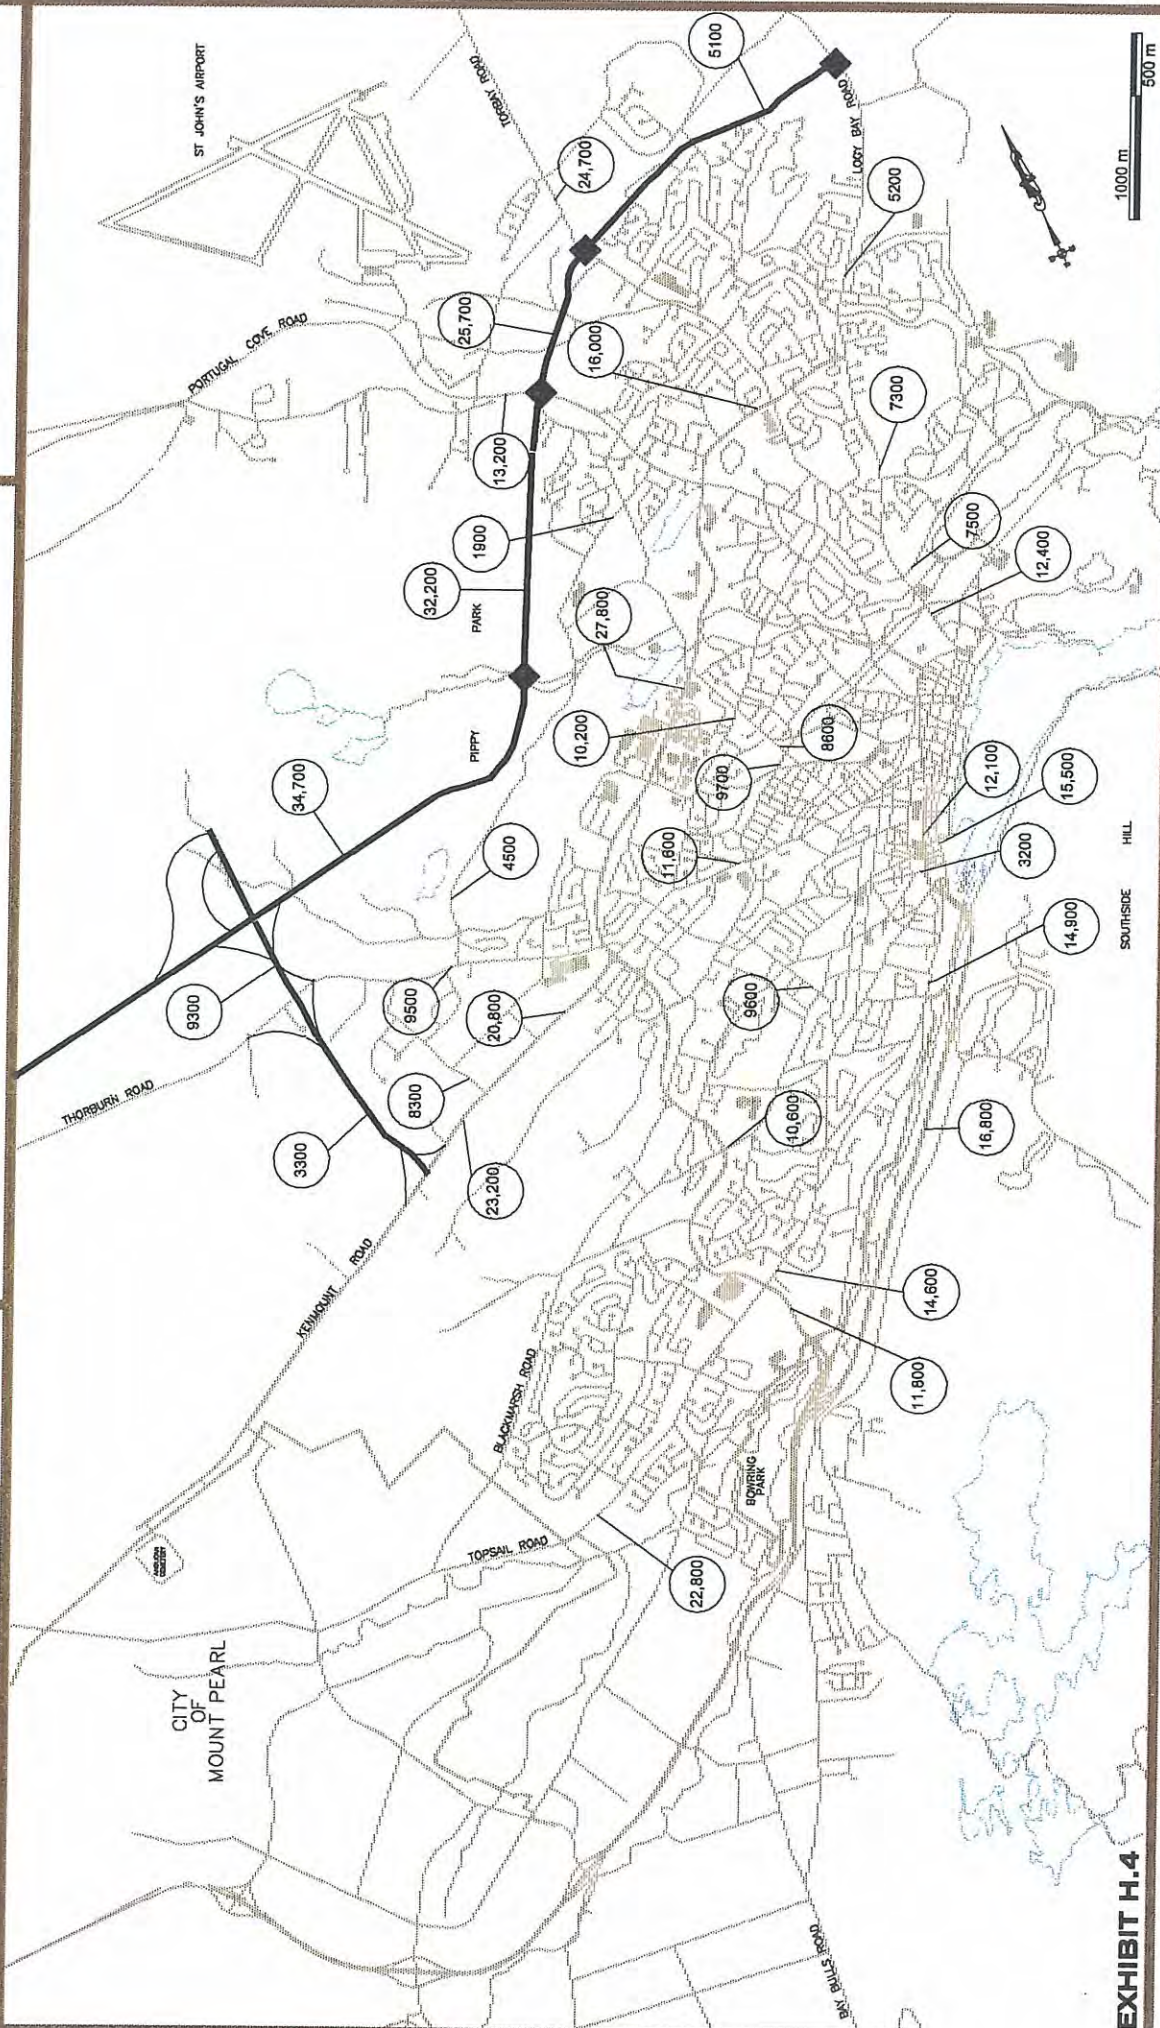 ST JOHN'S AIRPORT
TORBAY ROAD
5100
LOGY BAY ROAD
24,700
5200
PORTUGAL COVE ROAD
25,700
16,000
7300
13,200
1900
32,200
PARK
27,800
7500
12,400
PIPPY
10,200
8600
9700
34,700
4500
11,600
12,100
15,500
3200
HILL
SOUTHSIDE
14,900
9300
9500
20,800
9600
THORBURN ROAD
8300
3300
23,200
10,600
16,800
KENMOUNT ROAD
14,600
11,800
BLACKMARSH ROAD
BOWRING
PARK
TOPSAIL ROAD
22,800
CITY
OF
MOUNT PEARL
BAY BULLS ROAD
1000 m
500 m
EXHIBIT H.4